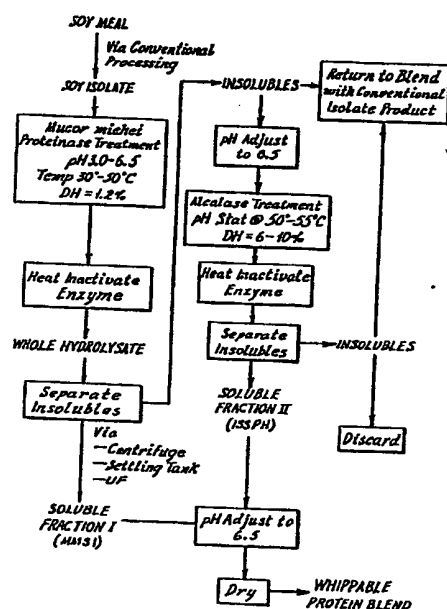 SOY MEAL
Via Conventional
Processing
SOY ISOLATE
Mucor miehei
Proteinase Treatment
pH 3.0-6.5
Temp 30°-50°C
DH = 1.2%
Heat Inactivate
Enzyme
WHOLE HYDROLYSATE
Separate
Insolubles
Via
—Centrifuge
—Settling Tank
—UF
SOLUBLE
FRACTION I
(MMSI)
INSOLUBLES
pH Adjust
to 8.5
Alcalase Treatment
pH Stat @ 50°-55°C
DH = 6-10%
Heat Inactivate
Enzyme
Separate
Insolubles
INSOLUBLES
SOLUBLE
FRACTION II
(ISSPH)
pH Adjust to
6.5
Dry
WHIPPABLE
PROTEIN BLEND
Return to Blend
with Conventional
Isolate Product
Discard